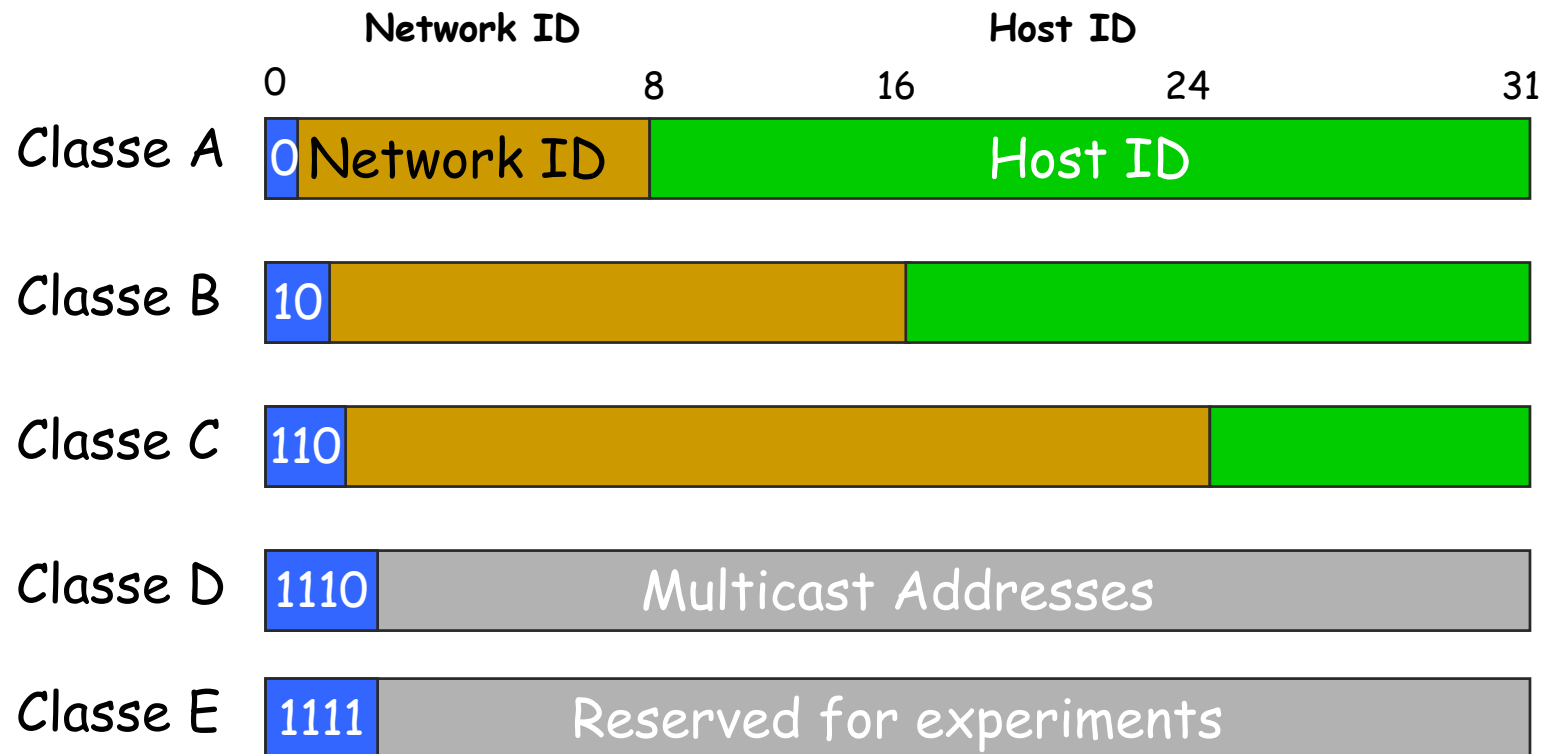 Network ID Host ID
0 8 16 24 31
Classe A 0 Network ID Host ID
Classe B 10
Classe C 110
Classe D 1110 Multicast Addresses
Classe E 1111 Reserved for experiments